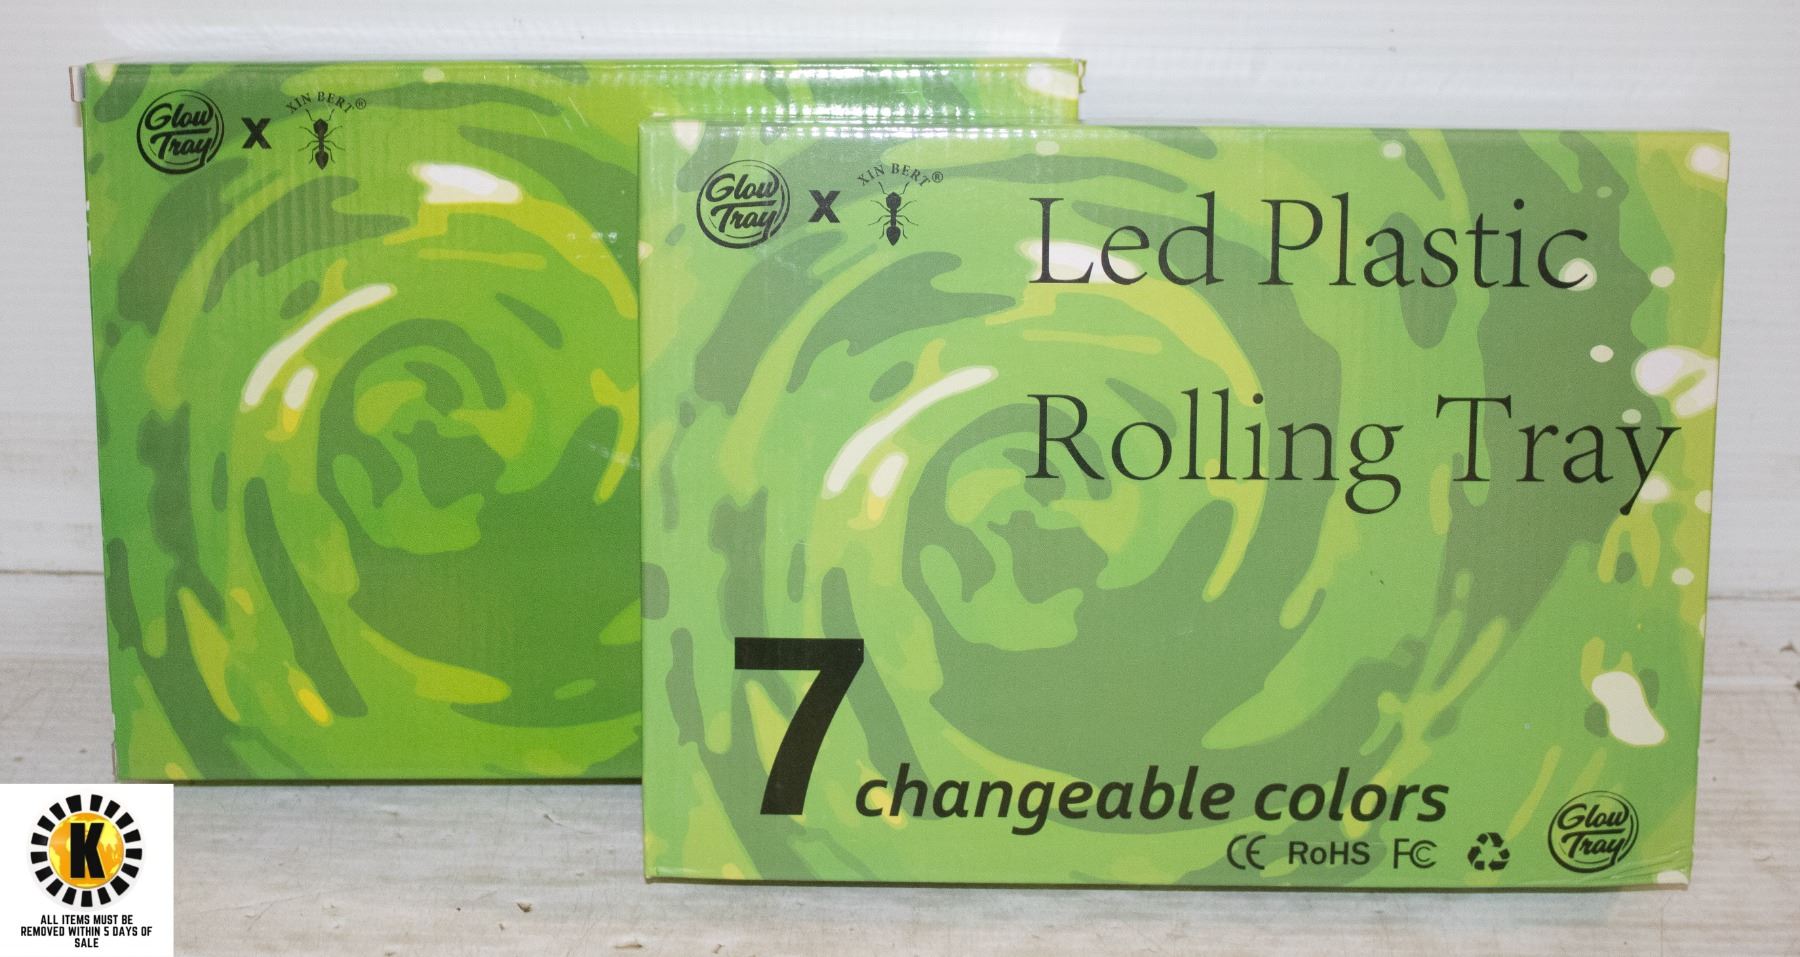 Glow
Tray
X
XIN BERT®
Glow
Tray
X
XIN BERT®
Led Plastic
Rolling Tray
7 changeable colors
CE RoHS FC
Glow
Tray
K
ALL ITEMS MUST BE
REMOVED WITHIN 5 DAYS OF
SALE